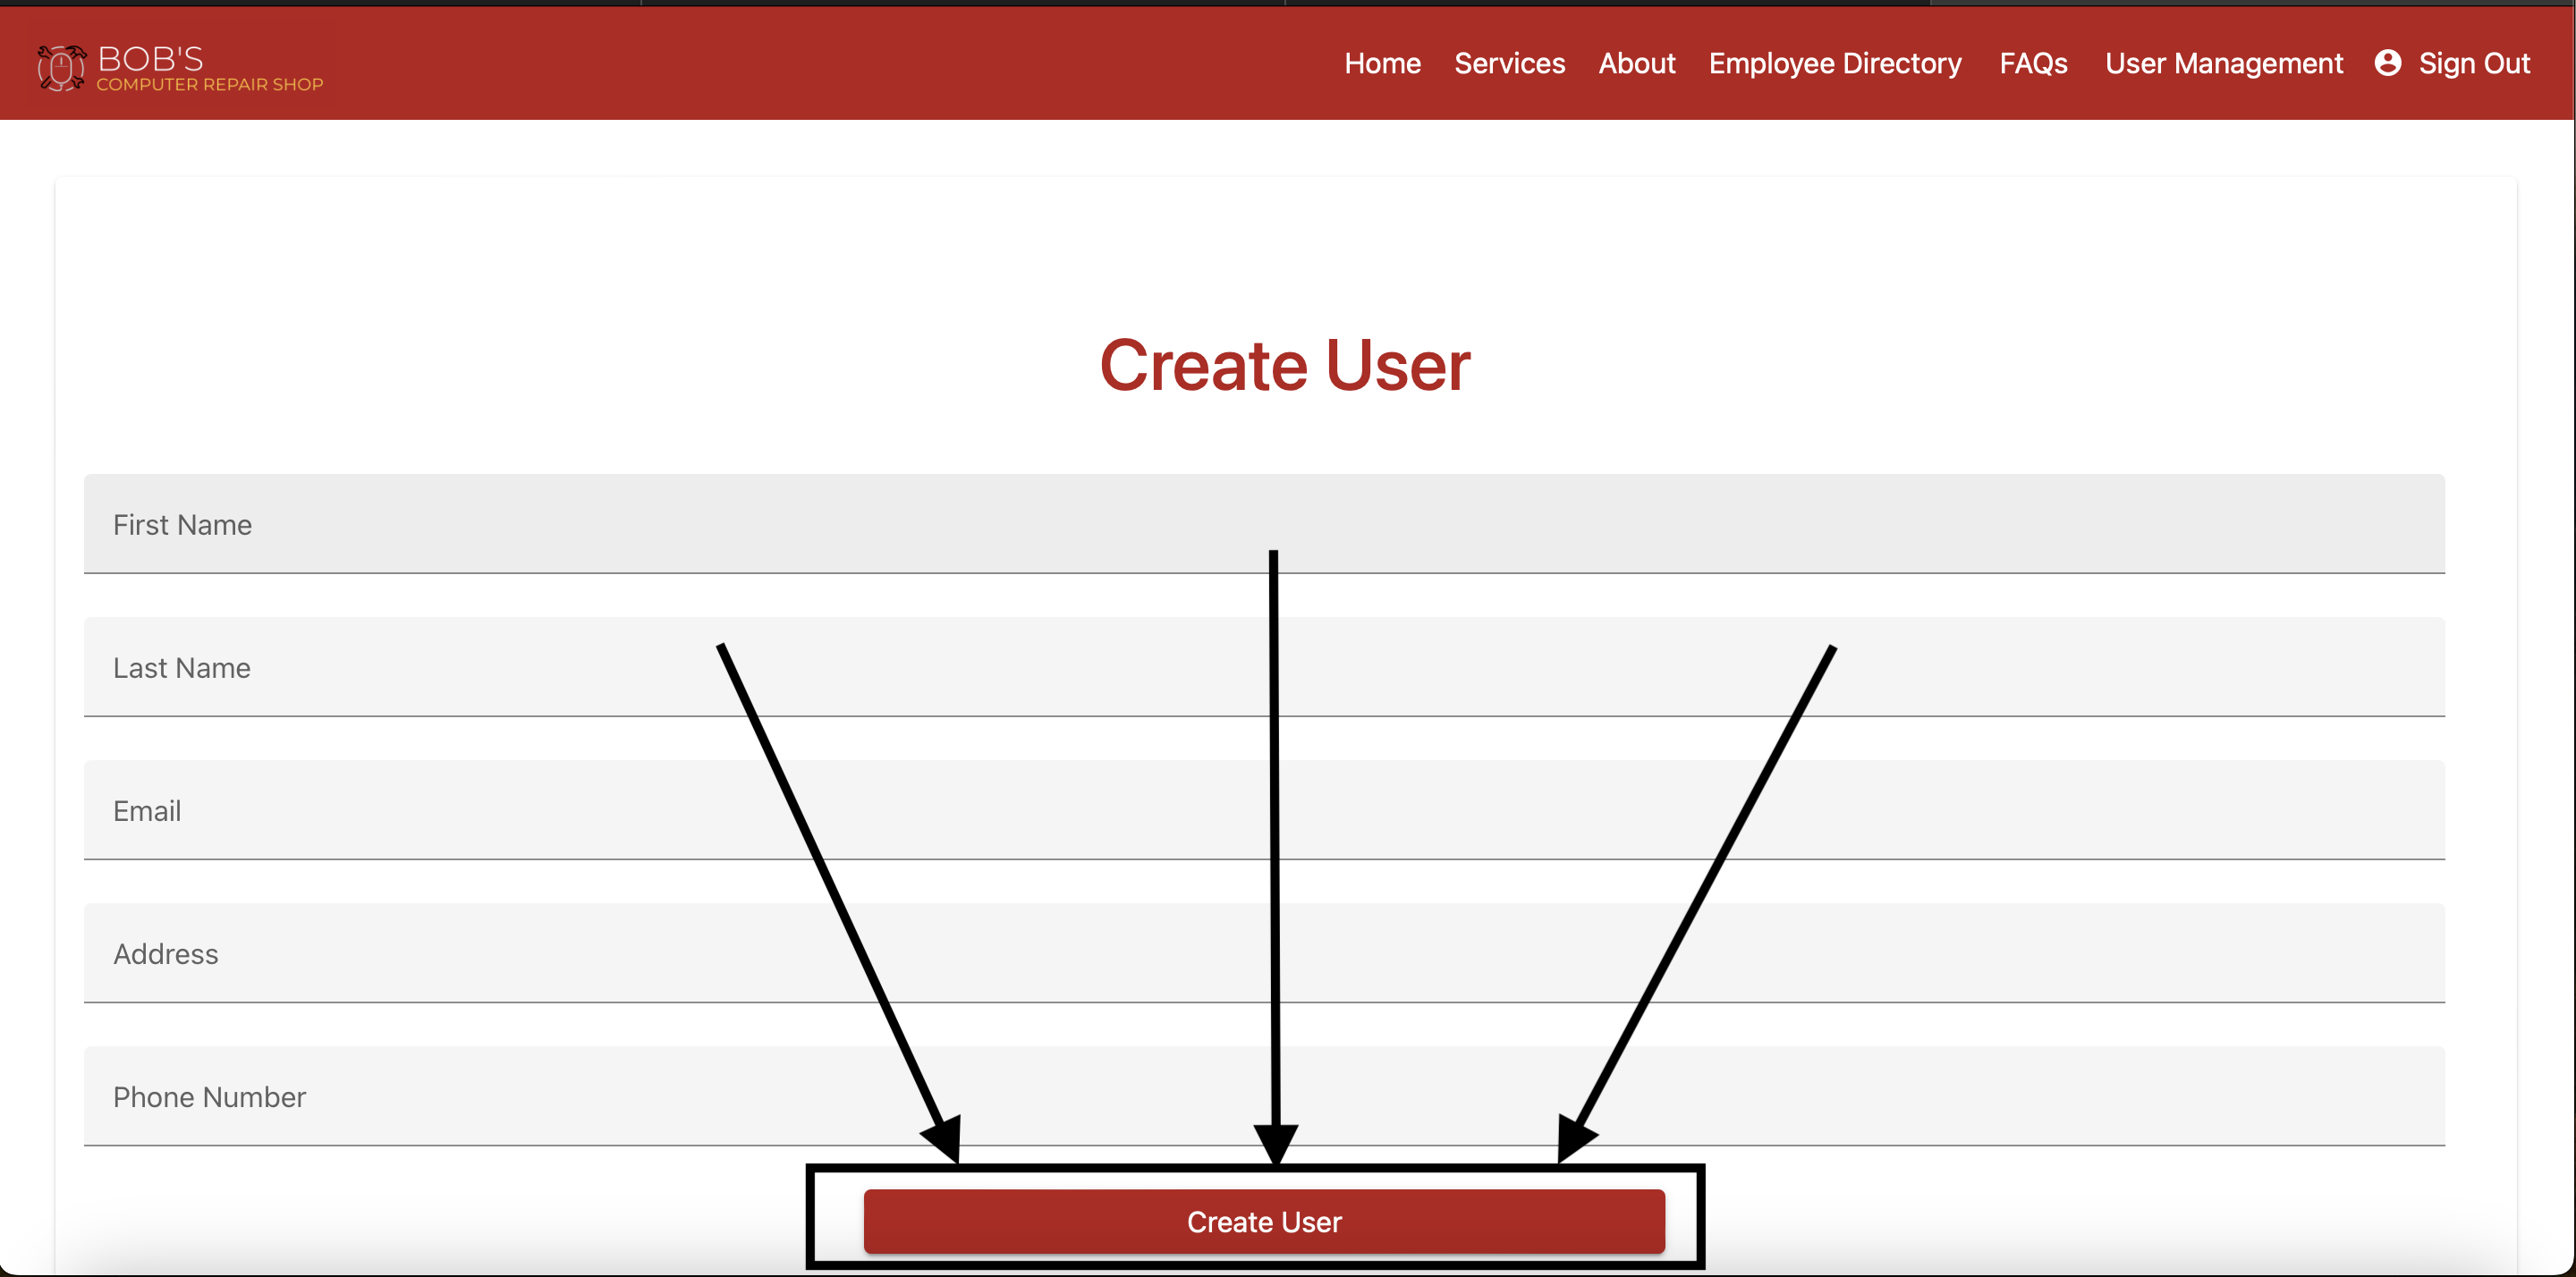 BOB'S
COMPUTER REPAIR SHOP
Home Services About Employee Directory FAQs User Management Sign Out
Create User
First Name
Last Name
Email
Address
Phone Number
Create User